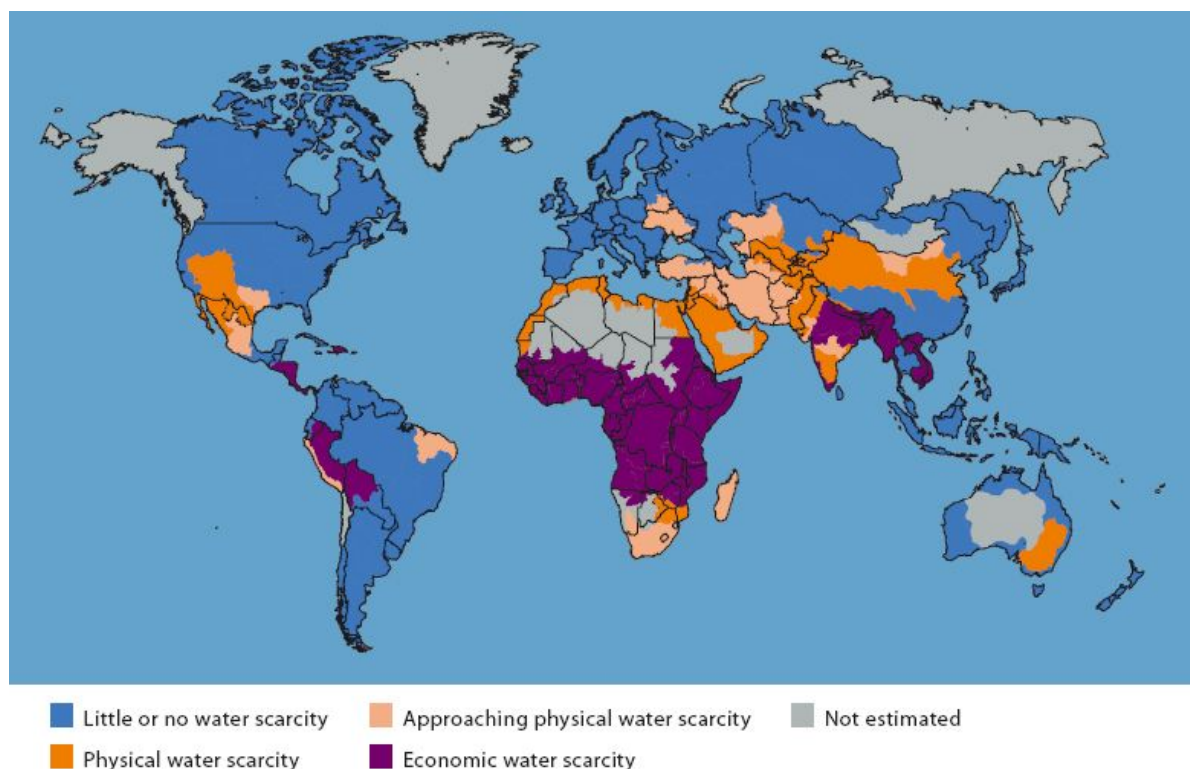 Little or no water scarcity
Approaching physical water scarcity
Not estimated
Physical water scarcity
Economic water scarcity